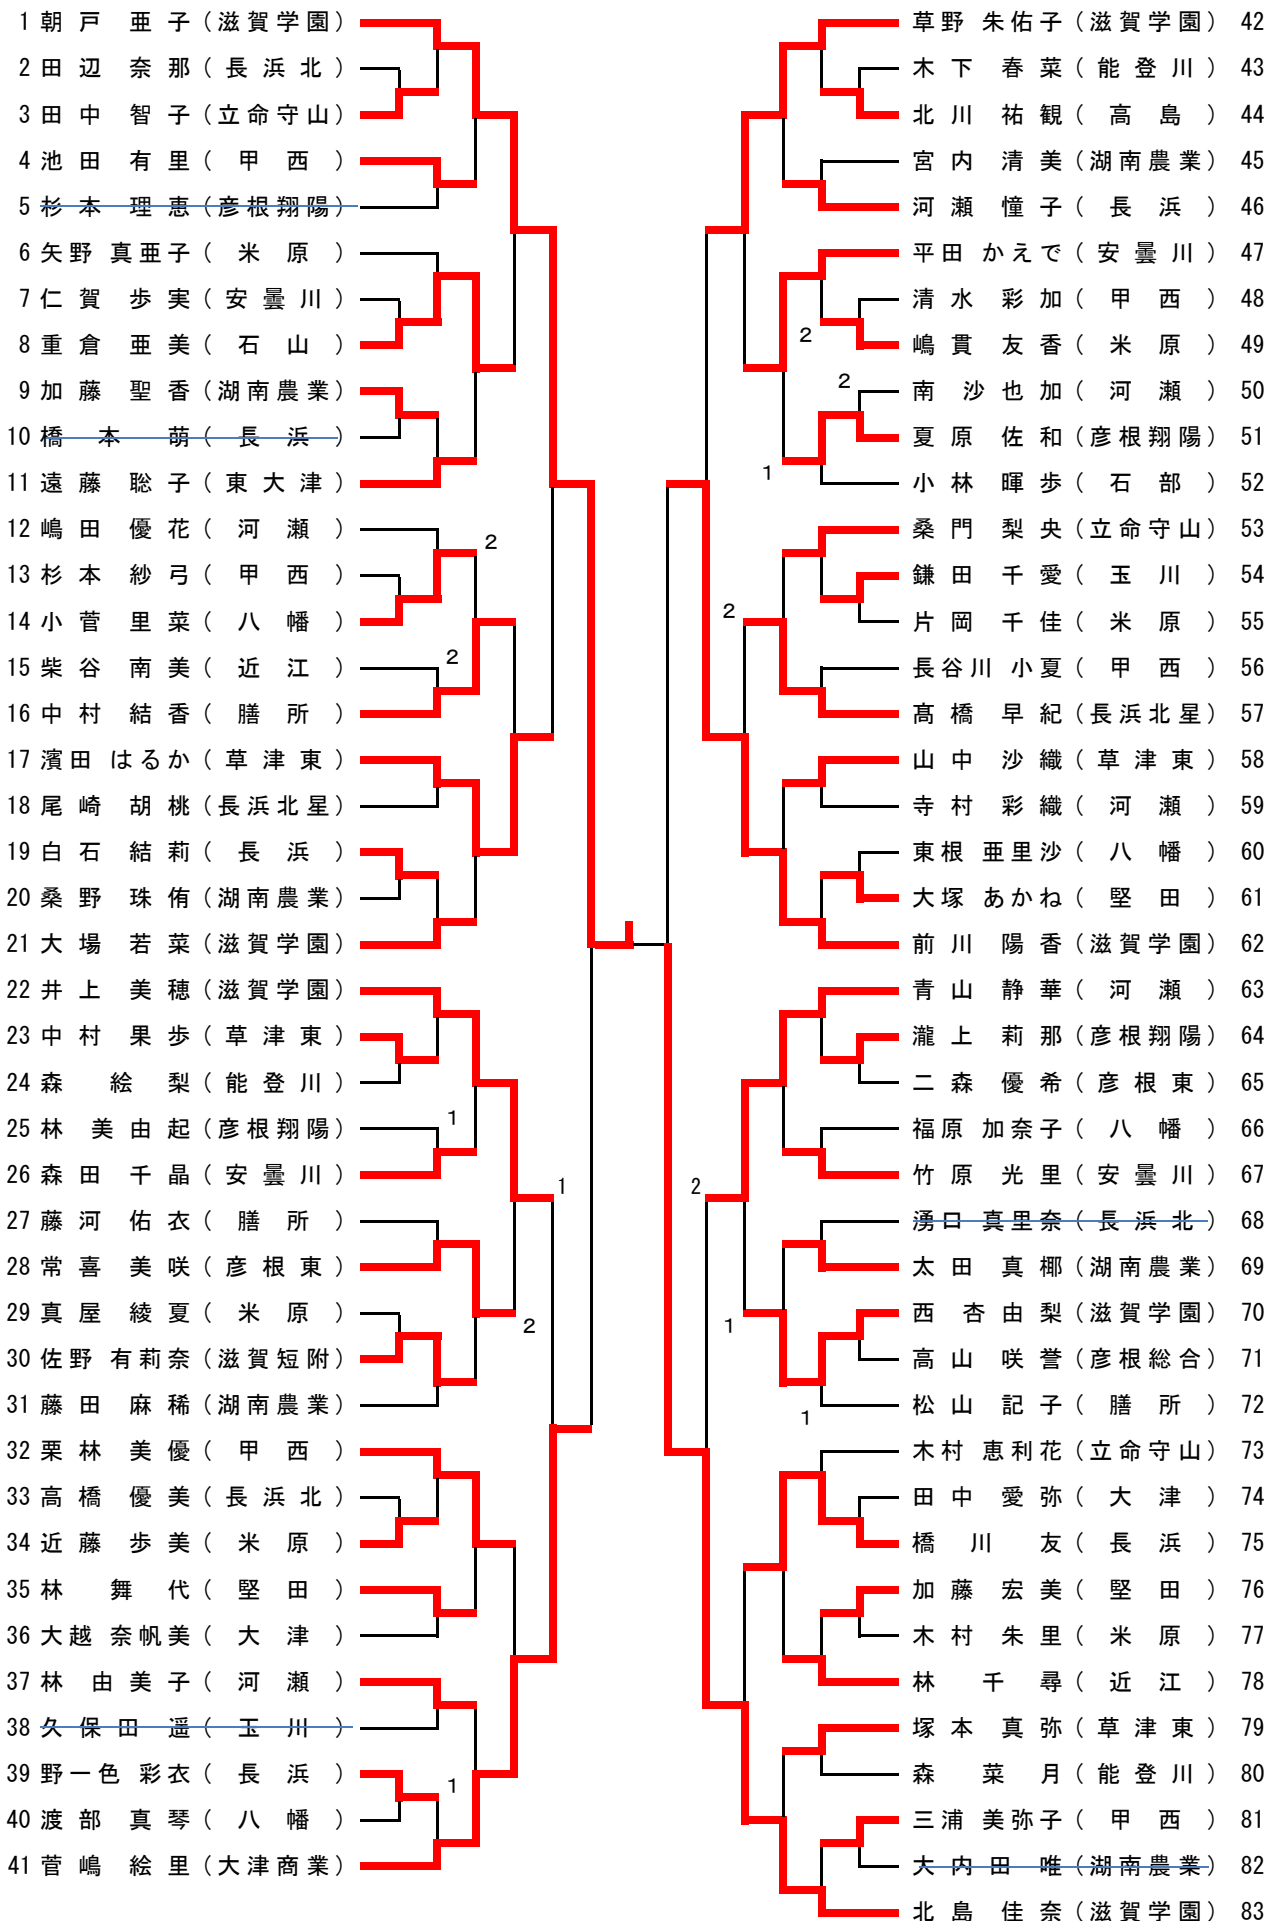 1 朝戸 亜子 (滋賀学園)
2 田辺 奈那 (長浜北)
3 田中 智子 (立命守山)
4 池田 有里 (甲西)
5 杉本 理恵 (彦根翔陽)
6 矢野 真亜子 (米原)
7 仁賀 歩実 (安曇川)
8 重倉 亜美 (石山)
9 加藤 聖香 (湖南農業)
10 橋本 萌 (長浜)
11 遠藤 聡子 (東大津)
12 嶋田 優花 (河瀬)
2
13 杉本 紗弓 (甲西)
14 小菅 里菜 (八幡)
15 柴谷 南美 (近江)
2
16 中村 結香 (膳所)
17 濱田 はるか (草津東)
18 尾崎 胡桃 (長浜北星)
19 白石 結莉 (長浜)
20 桑野 珠侑 (湖南農業)
21 大場 若菜 (滋賀学園)
22 井上 美穂 (滋賀学園)
23 中村 果歩 (草津東)
24 森 絵梨 (能登川)
1
25 林 美由起 (彦根翔陽)
26 森田 千晶 (安曇川)
1
27 藤河 佑衣 (膳所)
28 常喜 美咲 (彦根東)
29 真屋 綾夏 (米原)
2
30 佐野 有莉奈 (滋賀短附)
31 藤田 麻稀 (湖南農業)
32 栗林 美優 (甲西)
33 高橋 優美 (長浜北)
34 近藤 歩美 (米原)
35 林 舞代 (堅田)
36 大越 奈帆美 (大津)
37 林 由美子 (河瀬)
38 久保田 遥 (玉川)
39 野一色 彩衣 (長浜)
1
40 渡部 真琴 (八幡)
41 菅嶋 絵里 (大津商業)
草野 朱佑子 (滋賀学園) 42
木下 春菜 (能登川) 43
北川 祐観 (高島) 44
宮内 清美 (湖南農業) 45
河瀬 憧子 (長浜) 46
平田 かえで (安曇川) 47
清水 彩加 (甲西) 48
2
嶋貫 友香 (米原) 49
2
南 沙也加 (河瀬) 50
夏原 佐和 (彦根翔陽) 51
1
小林 暉歩 (石部) 52
桑門 梨央 (立命守山) 53
鎌田 千愛 (玉川) 54
2
片岡 千佳 (米原) 55
長谷川 小夏 (甲西) 56
髙橋 早紀 (長浜北星) 57
山中 沙織 (草津東) 58
寺村 彩織 (河瀬) 59
東根 亜里沙 (八幡) 60
大塚 あかね (堅田) 61
前川 陽香 (滋賀学園) 62
青山 静華 (河瀬) 63
瀧上 莉那 (彦根翔陽) 64
二森 優希 (彦根東) 65
福原 加奈子 (八幡) 66
竹原 光里 (安曇川) 67
2
湧口 真里奈 (長浜北) 68
太田 真椰 (湖南農業) 69
西 杏由梨 (滋賀学園) 70
1
高山 咲誉 (彦根総合) 71
松山 記子 (膳所) 72
1
木村 恵利花 (立命守山) 73
田中 愛弥 (大津) 74
橋川 友 (長浜) 75
加藤 宏美 (堅田) 76
木村 朱里 (米原) 77
林 千尋 (近江) 78
塚本 真弥 (草津東) 79
森 菜月 (能登川) 80
三浦 美弥子 (甲西) 81
大内田 唯 (湖南農業) 82
北島 佳奈 (滋賀学園) 83